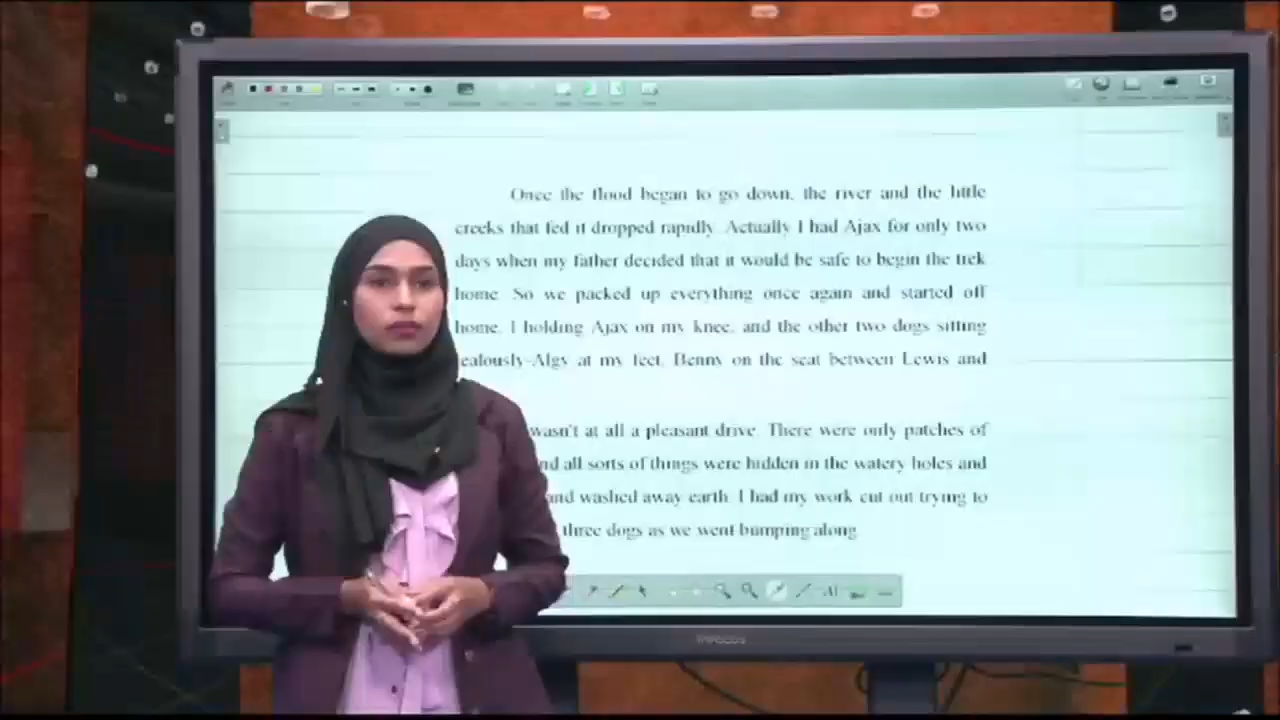 Once the flood began to go down, the river and the little
creeks that fed it dropped rapidly. Actually I had Ajax for only two
days when my father decided that it would be safe to begin the trek
home. So we packed up everything once again and started off
home. I holding Ajax on my knee, and the other two dogs sitting
ealously-Algy at my feet, Benny on the seat between Lewis and
wasn't at all a pleasant drive. There were only patches of
nd all sorts of things were hidden in the watery holes and
and washed away earth. I had my work cut out trying to
three dogs as we went bumping along.
INFOCUS